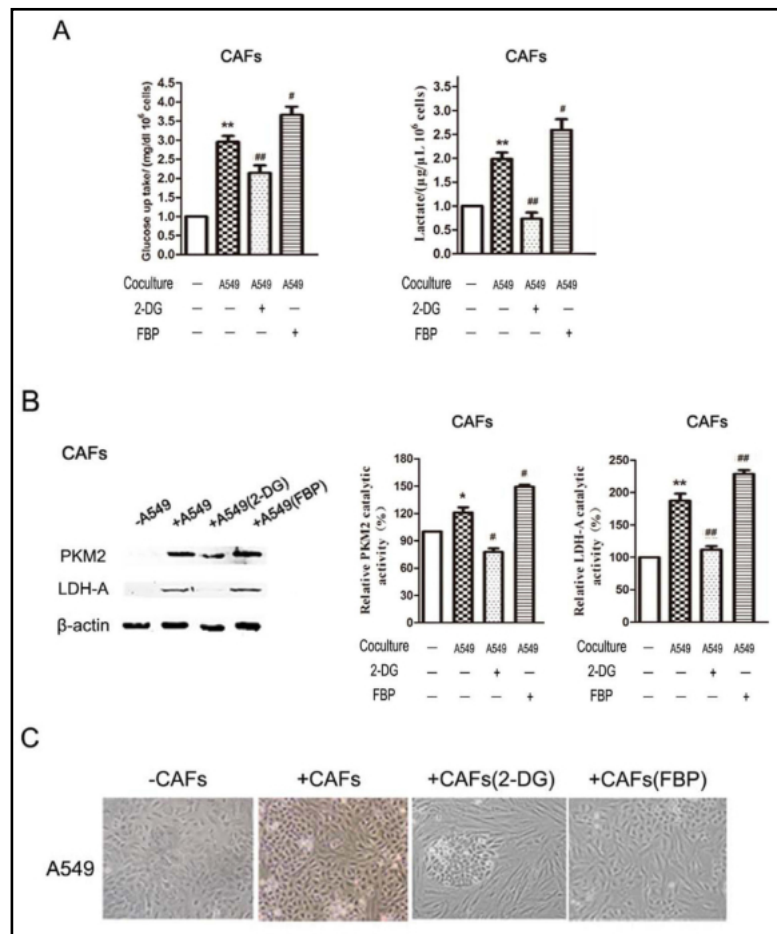 A
CAFs
Glucose up take/ (mg/dl 10⁶ cells)
4.5
4.0
3.5
3.0
2.5
2.0
1.5
1.0
0.5
0.0
**
##
#
Coculture — A549 A549 A549
2-DG — — + —
FBP — — — +
CAFs
Lactate/(µg/µL 10⁶ cells)
3.5
3.0
2.5
2.0
1.5
1.0
0.5
0.0
**
##
#
— A549 A549 A549
— — + —
— — — +
B
CAFs
-A549
+A549
+A549(2-DG)
+A549(FBP)
PKM2
LDH-A
β-actin
CAFs
Relative PKM2 catalytic
activity (%)
180
150
120
90
60
30
0
*
#
#
Coculture — A549 A549 A549
2-DG — — + —
FBP — — — +
CAFs
Relative LDH-A catalytic
activity (%)
250
200
150
100
50
0
**
##
##
Coculture — A549 A549 A549
2-DG — — + —
FBP — — — +
C
-CAFs +CAFs +CAFs(2-DG) +CAFs(FBP)
A549